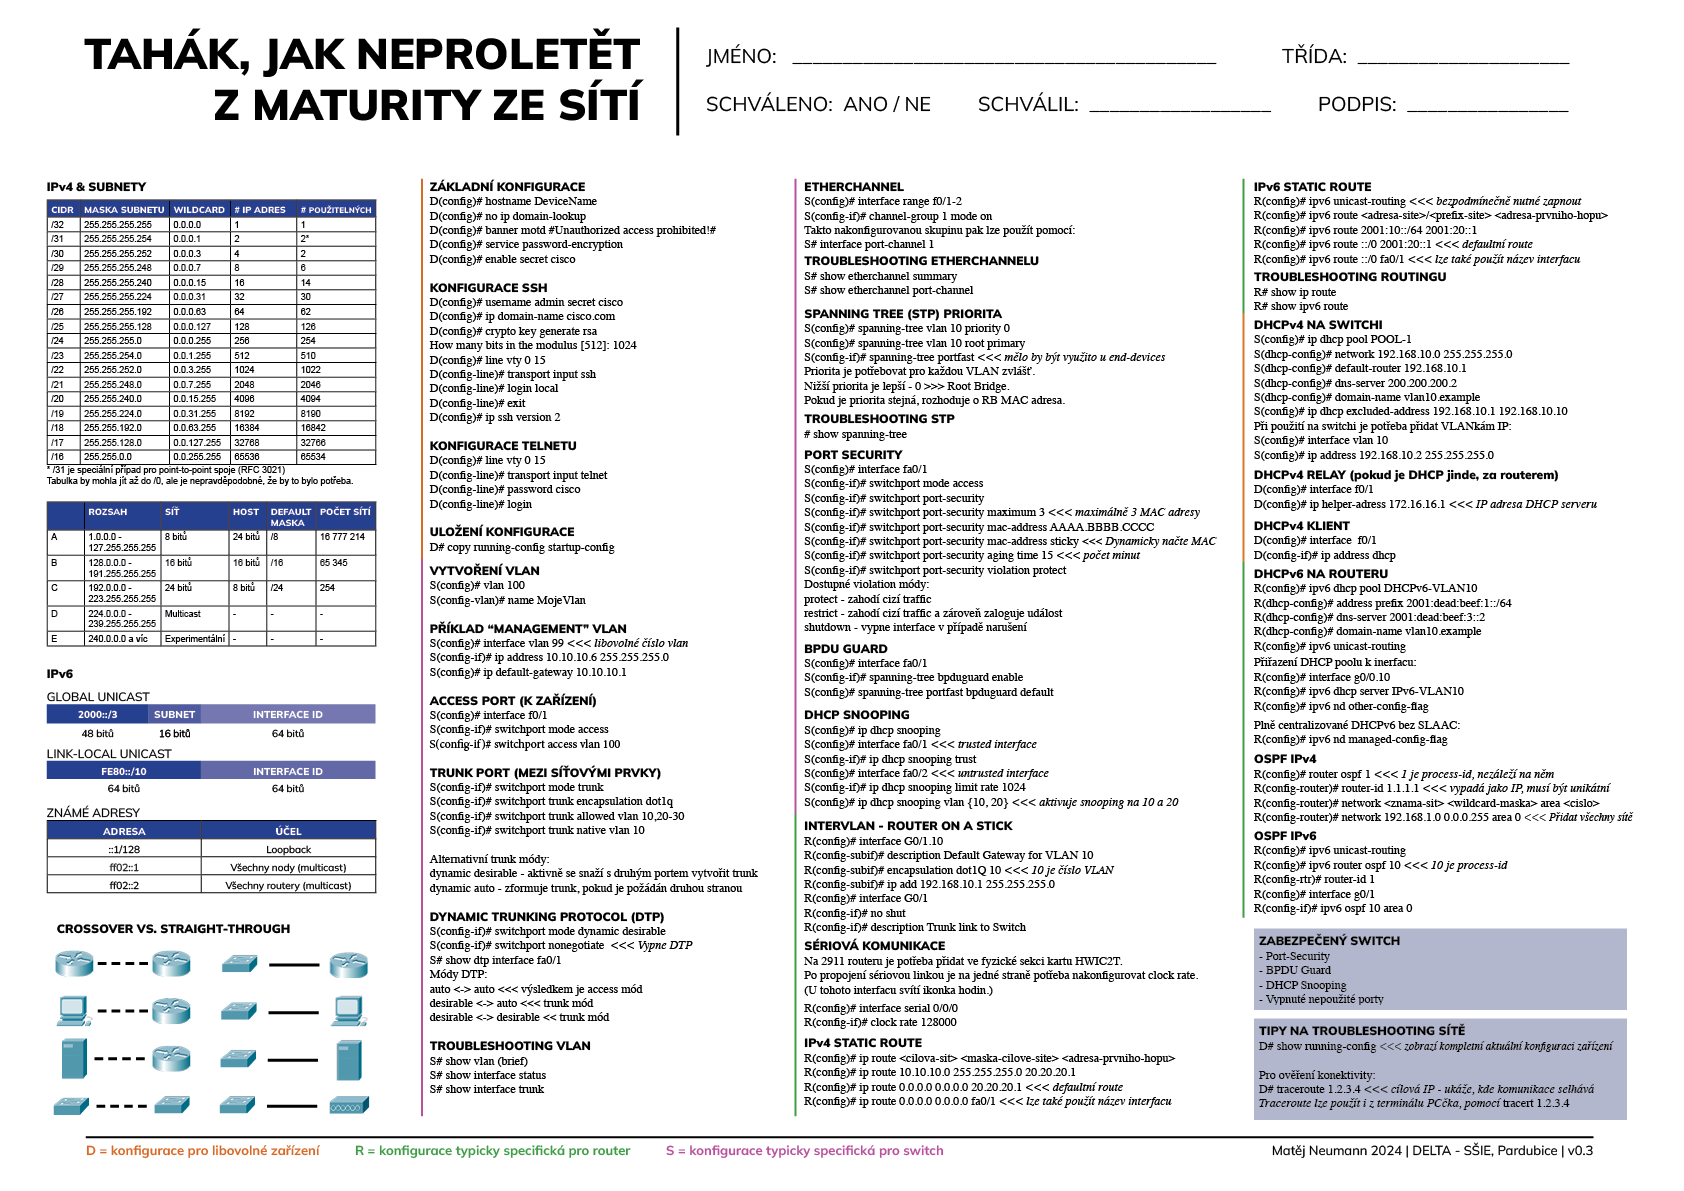 TAHÁK, JAK NEPROLETĚT
Z MATURITY ZE SÍTÍ
JMÉNO: ________________________________________ TŘÍDA: ____________________
SCHVÁLENO: ANO / NE SCHVÁLIL: _________________ PODPIS: _______________
IPv4 & SUBNETY
CIDR MASKA SUBNETU WILDCARD # IP ADRES # POUŽITELNÝCH
/32 255.255.255.255 0.0.0.0 1 1
/31 255.255.255.254 0.0.0.1 2 2*
/30 255.255.255.252 0.0.0.3 4 2
/29 255.255.255.248 0.0.0.7 8 6
/28 255.255.255.240 0.0.0.15 16 14
/27 255.255.255.224 0.0.0.31 32 30
/26 255.255.255.192 0.0.0.63 64 62
/25 255.255.255.128 0.0.0.127 128 126
/24 255.255.255.0 0.0.0.255 256 254
/23 255.255.254.0 0.0.1.255 512 510
/22 255.255.252.0 0.0.3.255 1024 1022
/21 255.255.248.0 0.0.7.255 2048 2046
/20 255.255.240.0 0.0.15.255 4096 4094
/19 255.255.224.0 0.0.31.255 8192 8190
/18 255.255.192.0 0.0.63.255 16384 16842
/17 255.255.128.0 0.0.127.255 32768 32766
/16 255.255.0.0 0.0.255.255 65536 65534
* /31 je speciální případ pro point-to-point spoje (RFC 3021)
Tabulka by mohla jít až do /0, ale je nepravděpodobné, že by to bylo potřeba.
ROZSAH SÍŤ HOST DEFAULT MASKA POČET SÍTÍ
A 1.0.0.0 - 127.255.255.255 8 bitů 24 bitů /8 16 777 214
B 128.0.0.0 - 191.255.255.255 16 bitů 16 bitů /16 65 345
C 192.0.0.0 - 223.255.255.255 24 bitů 8 bitů /24 254
D 224.0.0.0 - 239.255.255.255 Multicast - - -
E 240.0.0.0 a víc Experimentální - - -
IPv6
GLOBAL UNICAST
2000::/3 SUBNET INTERFACE ID
48 bitů 16 bitů 64 bitů
LINK-LOCAL UNICAST
FE80::/10 INTERFACE ID
64 bitů 64 bitů
ZNÁMÉ ADRESY
ADRESA ÚČEL
::1/128 Loopback
ff02::1 Všechny nody (multicast)
ff02::2 Všechny routery (multicast)
CROSSOVER VS. STRAIGHT-THROUGH
ZÁKLADNÍ KONFIGURACE
D(config)# hostname DeviceName
D(config)# no ip domain-lookup
D(config)# banner motd #Unauthorized access prohibited!#
D(config)# service password-encryption
D(config)# enable secret cisco
KONFIGURACE SSH
D(config)# username admin secret cisco
D(config)# ip domain-name cisco.com
D(config)# crypto key generate rsa
How many bits in the modulus [512]: 1024
D(config)# line vty 0 15
D(config-line)# transport input ssh
D(config-line)# login local
D(config-line)# exit
D(config)# ip ssh version 2
KONFIGURACE TELNETU
D(config)# line vty 0 15
D(config-line)# transport input telnet
D(config-line)# password cisco
D(config-line)# login
ULOŽENÍ KONFIGURACE
D# copy running-config startup-config
VYTVOŘENÍ VLAN
S(config)# vlan 100
S(config-vlan)# name MojeVlan
PŘÍKLAD “MANAGEMENT” VLAN
S(config)# interface vlan 99 <<< libovolné číslo vlan
S(config-if)# ip address 10.10.10.6 255.255.255.0
S(config)# ip default-gateway 10.10.10.1
ACCESS PORT (K ZAŘÍZENÍ)
S(config)# interface f0/1
S(config-if)# switchport mode access
S(config-if)# switchport access vlan 100
TRUNK PORT (MEZI SÍŤOVÝMI PRVKY)
S(config-if)# switchport mode trunk
S(config-if)# switchport trunk encapsulation dot1q
S(config-if)# switchport trunk allowed vlan 10,20-30
S(config-if)# switchport trunk native vlan 10
Alternativní trunk módy:
dynamic desirable - aktivně se snaží s druhým portem vytvořit trunk
dynamic auto - zformuje trunk, pokud je požádán druhou stranou
DYNAMIC TRUNKING PROTOCOL (DTP)
S(config-if)# switchport mode dynamic desirable
S(config-if)# switchport nonegotiate <<< Vypne DTP
S# show dtp interface fa0/1
Módy DTP:
auto <-> auto <<< výsledkem je access mód
desirable <-> auto <<< trunk mód
desirable <-> desirable << trunk mód
TROUBLESHOOTING VLAN
S# show vlan (brief)
S# show interface status
S# show interface trunk
ETHERCHANNEL
S(config)# interface range f0/1-2
S(config-if)# channel-group 1 mode on
Takto nakonfigurovanou skupinu pak lze použít pomocí:
S# interface port-channel 1
TROUBLESHOOTING ETHERCHANNELU
S# show etherchannel summary
S# show etherchannel port-channel
SPANNING TREE (STP) PRIORITA
S(config)# spanning-tree vlan 10 priority 0
S(config)# spanning-tree vlan 10 root primary
S(config-if)# spanning-tree portfast <<< mělo by být využito u end-devices
Priorita je potřebovat pro každou VLAN zvlášť.
Nižší priorita je lepší - 0 >>> Root Bridge.
Pokud je priorita stejná, rozhoduje o RB MAC adresa.
TROUBLESHOOTING STP
# show spanning-tree
PORT SECURITY
S(config)# interface fa0/1
S(config-if)# switchport mode access
S(config-if)# switchport port-security
S(config-if)# switchport port-security maximum 3 <<< maximálně 3 MAC adresy
S(config-if)# switchport port-security mac-address AAAA.BBBB.CCCC
S(config-if)# switchport port-security mac-address sticky <<< Dynamicky načte MAC
S(config-if)# switchport port-security aging time 15 <<< počet minut
S(config-if)# switchport port-security violation protect
Dostupné violation módy:
protect - zahodí cizí traffic
restrict - zahodí cizí traffic a zároveň zaloguje událost
shutdown - vypne interface v případě narušení
BPDU GUARD
S(config)# interface fa0/1
S(config-if)# spanning-tree bpduguard enable
S(config)# spanning-tree portfast bpduguard default
DHCP SNOOPING
S(config)# ip dhcp snooping
S(config)# interface fa0/1 <<< trusted interface
S(config-if)# ip dhcp snooping trust
S(config)# interface fa0/2 <<< untrusted interface
S(config-if)# ip dhcp snooping limit rate 1024
S(config)# ip dhcp snooping vlan {10, 20} <<< aktivuje snooping na 10 a 20
INTERVLAN - ROUTER ON A STICK
R(config)# interface G0/1.10
R(config-subif)# description Default Gateway for VLAN 10
R(config-subif)# encapsulation dot1Q 10 <<< 10 je číslo VLAN
R(config-subif)# ip add 192.168.10.1 255.255.255.0
R(config)# interface G0/1
R(config-if)# no shut
R(config-if)# description Trunk link to Switch
SÉRIOVÁ KOMUNIKACE
Na 2911 routeru je potřeba přidat ve fyzické sekci kartu HWIC2T.
Po propojení sériovou linkou je na jedné straně potřeba nakonfigurovat clock rate.
(U tohoto interfacu svítí ikonka hodin.)
R(config)# interface serial 0/0/0
R(config-if)# clock rate 128000
IPv4 STATIC ROUTE
R(config)# ip route <cilova-sit> <maska-cilove-site> <adresa-prvniho-hopu>
R(config)# ip route 10.10.10.0 255.255.255.0 20.20.20.1
R(config)# ip route 0.0.0.0 0.0.0.0 20.20.20.1 <<< defaultní route
R(config)# ip route 0.0.0.0 0.0.0.0 fa0/1 <<< lze také použít název interfacu
IPv6 STATIC ROUTE
R(config)# ipv6 unicast-routing <<< bezpodmínečně nutné zapnout
R(config)# ipv6 route <adresa-site>/<prefix-site> <adresa-prvniho-hopu>
R(config)# ipv6 route 2001:10::/64 2001:20::1
R(config)# ipv6 route ::/0 2001:20::1 <<< defaultní route
R(config)# ipv6 route ::/0 fa0/1 <<< lze také použít název interfacu
TROUBLESHOOTING ROUTINGU
R# show ip route
R# show ipv6 route
DHCPv4 NA SWITCHI
S(config)# ip dhcp pool POOL-1
S(dhcp-config)# network 192.168.10.0 255.255.255.0
S(dhcp-config)# default-router 192.168.10.1
S(dhcp-config)# dns-server 200.200.200.2
S(dhcp-config)# domain-name vlan10.example
S(config)# ip dhcp excluded-address 192.168.10.1 192.168.10.10
Při použití na switchi je potřeba přidat VLANkám IP:
S(config)# interface vlan 10
S(config)# ip address 192.168.10.2 255.255.255.0
DHCPv4 RELAY (pokud je DHCP jinde, za routerem)
D(config)# interface f0/1
D(config)# ip helper-adress 172.16.16.1 <<< IP adresa DHCP serveru
DHCPv4 KLIENT
D(config)# interface f0/1
D(config-if)# ip address dhcp
DHCPv6 NA ROUTERU
R(config)# ipv6 dhcp pool DHCPv6-VLAN10
R(dhcp-config)# address prefix 2001:dead:beef:1::/64
R(dhcp-config)# dns-server 2001:dead:beef:3::2
R(dhcp-config)# domain-name vlan10.example
R(config)# ipv6 unicast-routing
Přiřazení DHCP poolu k inerfacu:
R(config)# interface g0/0.10
R(config)# ipv6 dhcp server IPv6-VLAN10
R(config)# ipv6 nd other-config-flag
Plně centralizované DHCPv6 bez SLAAC:
R(config)# ipv6 nd managed-config-flag
OSPF IPv4
R(config)# router ospf 1 <<< 1 je process-id, nezáleží na něm
R(config-router)# router-id 1.1.1.1 <<< vypadá jako IP, musí být unikátní
R(config-router)# network <znama-sit> <wildcard-maska> area <cislo>
R(config-router)# network 192.168.1.0 0.0.0.255 area 0 <<< Přidat všechny sítě
OSPF IPv6
R(config)# ipv6 unicast-routing
R(config)# ipv6 router ospf 10 <<< 10 je process-id
R(config-rtr)# router-id 1
R(config)# interface g0/1
R(config-if)# ipv6 ospf 10 area 0
ZABEZPEČENÝ SWITCH
- Port-Security
- BPDU Guard
- DHCP Snooping
- Vypnuté nepoužité porty
TIPY NA TROUBLESHOOTING SÍTĚ
D# show running-config <<< zobrazí kompletní aktuální konfiguraci zařízení
Pro ověření konektivity:
D# traceroute 1.2.3.4 <<< cílová IP - ukáže, kde komunikace selhává
Traceroute lze použít i z terminálu PCčka, pomocí tracert 1.2.3.4
D = konfigurace pro libovolné zařízení R = konfigurace typicky specifická pro router S = konfigurace typicky specifická pro switch
Matěj Neumann 2024 | DELTA - SŠIE, Pardubice | v0.3